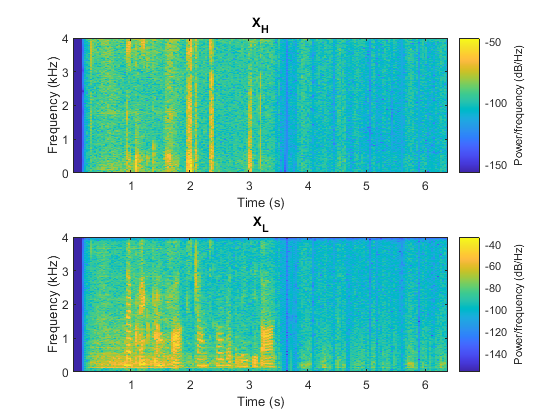 X_H
4
3
2
1
0
Frequency (kHz)
1 2 3 4 5 6
Time (s)
-50
-100
-150
Power/frequency (dB/Hz)
X_L
4
3
2
1
0
Frequency (kHz)
1 2 3 4 5 6
Time (s)
-40
-60
-80
-100
-120
-140
Power/frequency (dB/Hz)